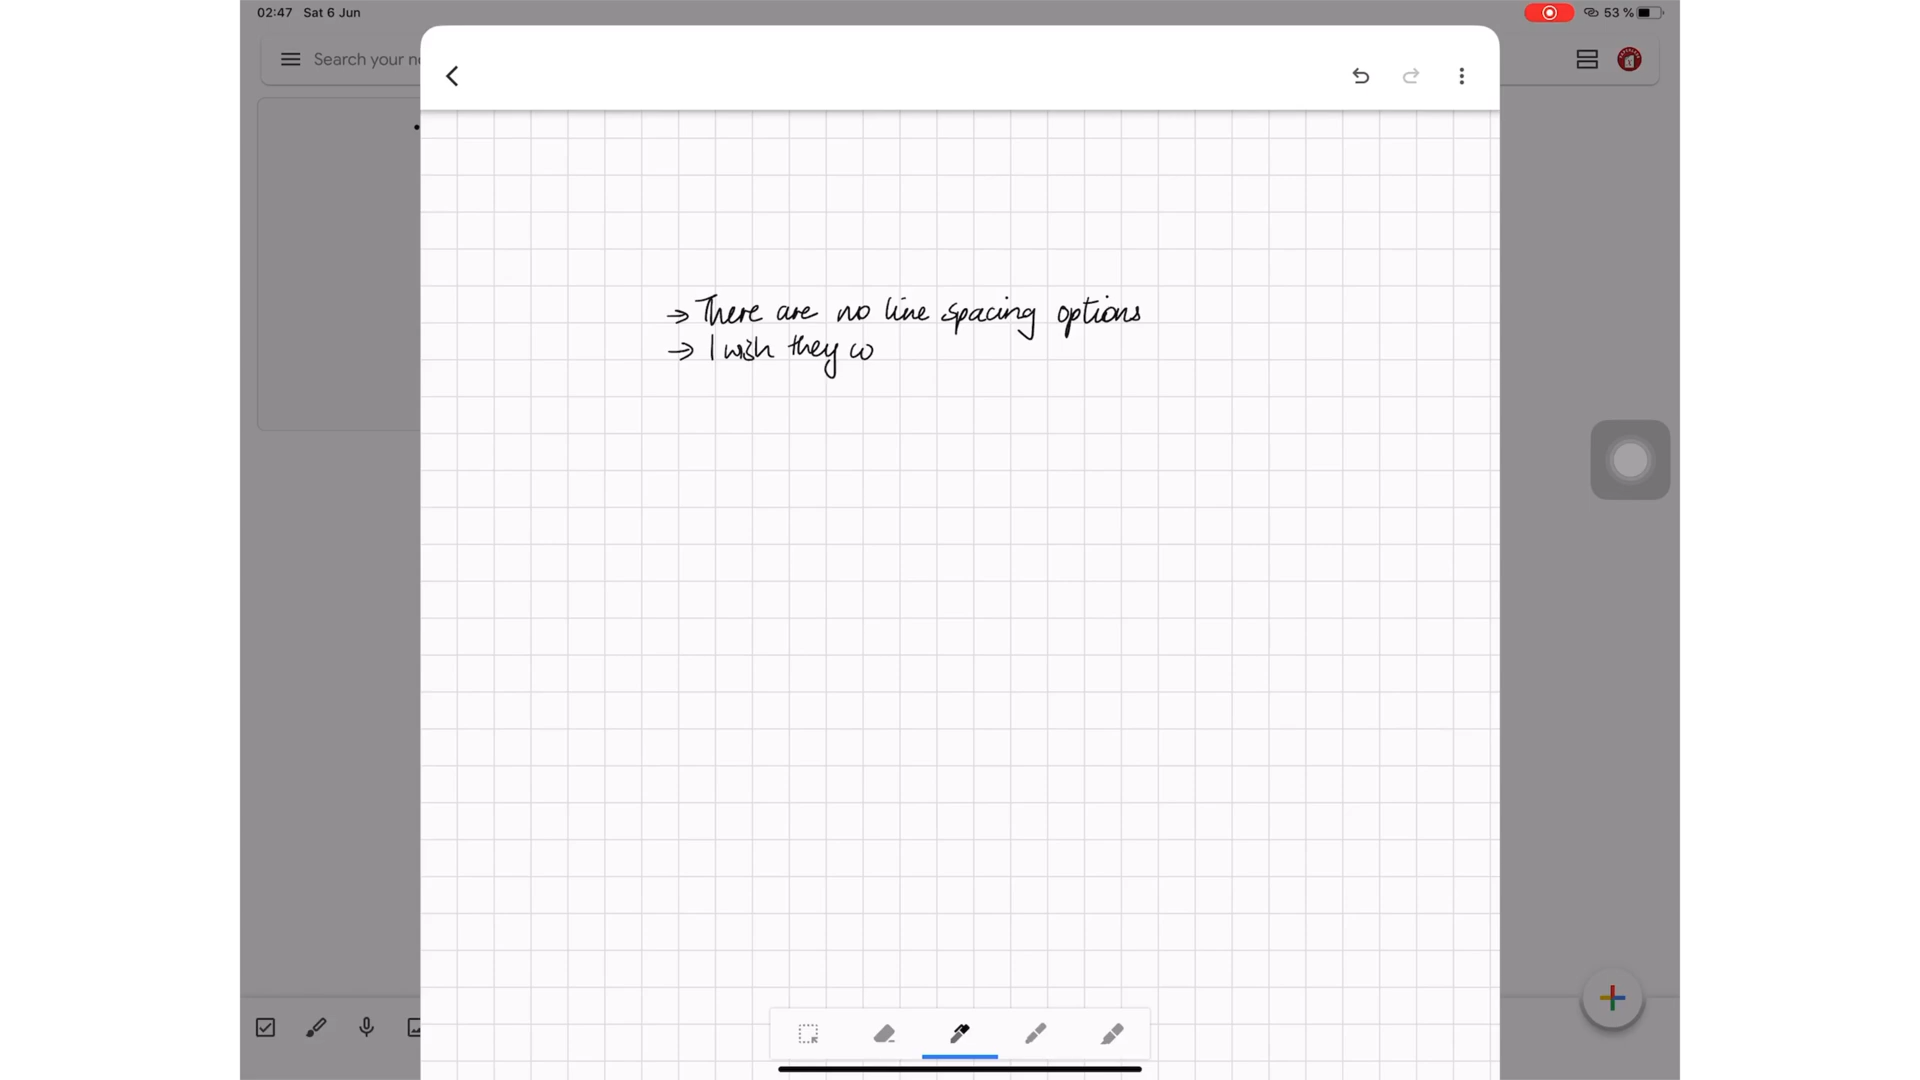 02:47 Sat 6 Jun
53 %
Search your
→ There are no line spacing options
→ I wish they